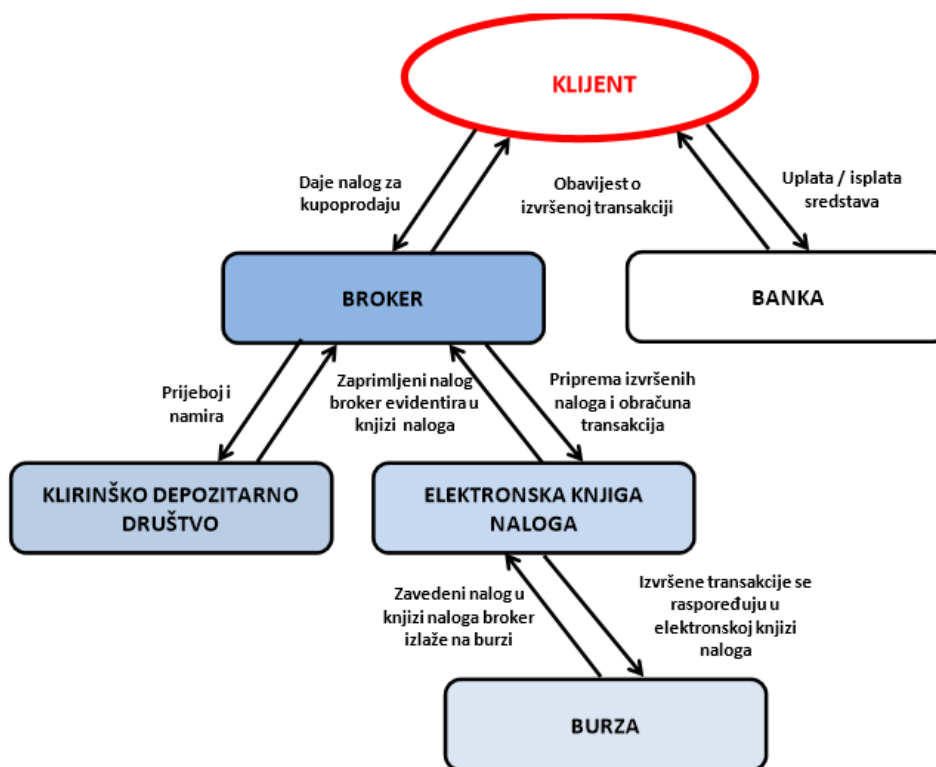 KLIJENT
Daje nalog za
kupoprodaju
Obavijest o
izvršenoj transakciji
Uplata / isplata
sredstava
BROKER
BANKA
Prijeboj i
namira
Zaprimljeni nalog
broker evidentira u
knjizi naloga
Priprema izvršenih
naloga i obračuna
transakcija
KLIRINŠKO DEPOZITARNO
DRUŠTVO
ELEKTRONSKA KNJIGA
NALOGA
Zavedeni nalog u
knjizi naloga broker
izlaže na burzi
Izvršene transakcije se
raspoređuju u
elektronskoj knjizi
naloga
BURZA